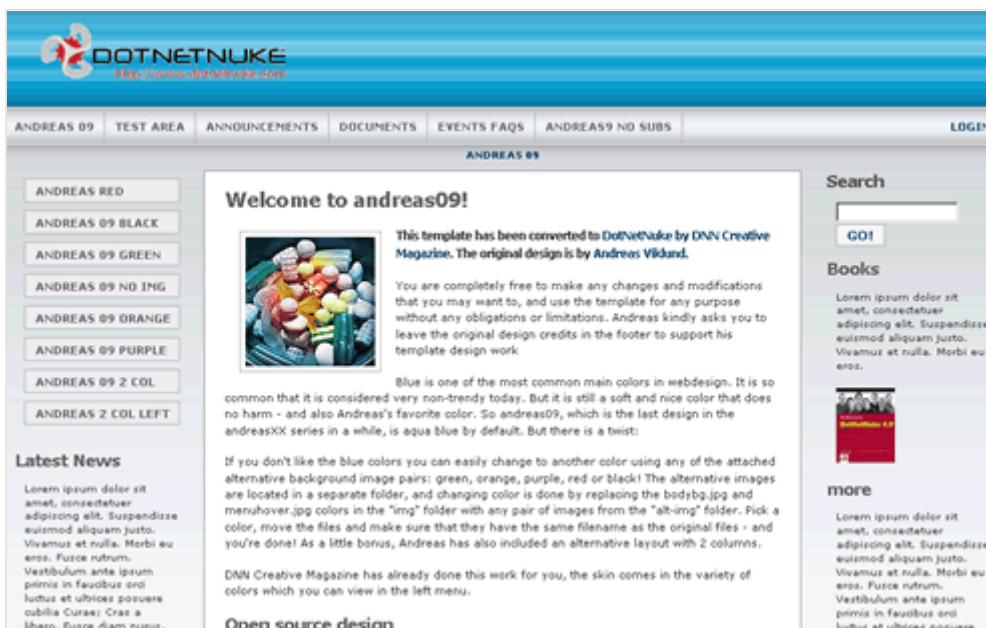 DOTNETNUKE
http://www.dotnetnuke.com
ANDREAS 09 TEST AREA ANNOUNCEMENTS DOCUMENTS EVENTS FAQS ANDREAS9 NO SUBS LOGIN
ANDREAS 09
ANDREAS RED
ANDREAS 09 BLACK
ANDREAS 09 GREEN
ANDREAS 09 NO IMG
ANDREAS 09 ORANGE
ANDREAS 09 PURPLE
ANDREAS 09 2 COL
ANDREAS 2 COL LEFT
Latest News
Lorem ipsum dolor sit
amet, consectetuer
adipiscing elit. Suspendisse
euismod aliquam justo.
Vivamus et nulla. Morbi eu
eros. Fusce rutrum.
Vestibulum ante ipsum
primis in faucibus orci
luctus et ultrices posuere
cubilia Curae; Cras a
libero. Fusce diam purus,
Welcome to andreas09!
This template has been converted to DotNetNuke by DNN Creative
Magazine. The original design is by Andreas Viklund.
You are completely free to make any changes and modifications
that you may want to, and use the template for any purpose
without any obligations or limitations. Andreas kindly asks you to
leave the original design credits in the footer to support his
template design work
Blue is one of the most common main colors in webdesign. It is so
common that it is considered very non-trendy today. But it is still a soft and nice color that does
no harm - and also Andreas's favorite color. So andreas09, which is the last design in the
andreasXX series in a while, is aqua blue by default. But there is a twist:
If you don't like the blue colors you can easily change to another color using any of the attached
alternative background image pairs: green, orange, purple, red or black! The alternative images
are located in a separate folder, and changing color is done by replacing the bodybg.jpg and
menuhover.jpg colors in the "img" folder with any pair of images from the "alt-img" folder. Pick a
color, move the files and make sure that they have the same filename as the original files - and
you're done! As a little bonus, Andreas has also included an alternative layout with 2 columns.
DNN Creative Magazine has already done this work for you, the skin comes in the variety of
colors which you can view in the left menu.
Open source design
Search
GO!
Books
Lorem ipsum dolor sit
amet, consectetuer
adipiscing elit. Suspendisse
euismod aliquam justo.
Vivamus et nulla. Morbi eu
eros.
DotNetNuke 4.0
more
Lorem ipsum dolor sit
amet, consectetuer
adipiscing elit. Suspendisse
euismod aliquam justo.
Vivamus et nulla. Morbi eu
eros. Fusce rutrum.
Vestibulum ante ipsum
primis in faucibus orci
luctus et ultrices posuere